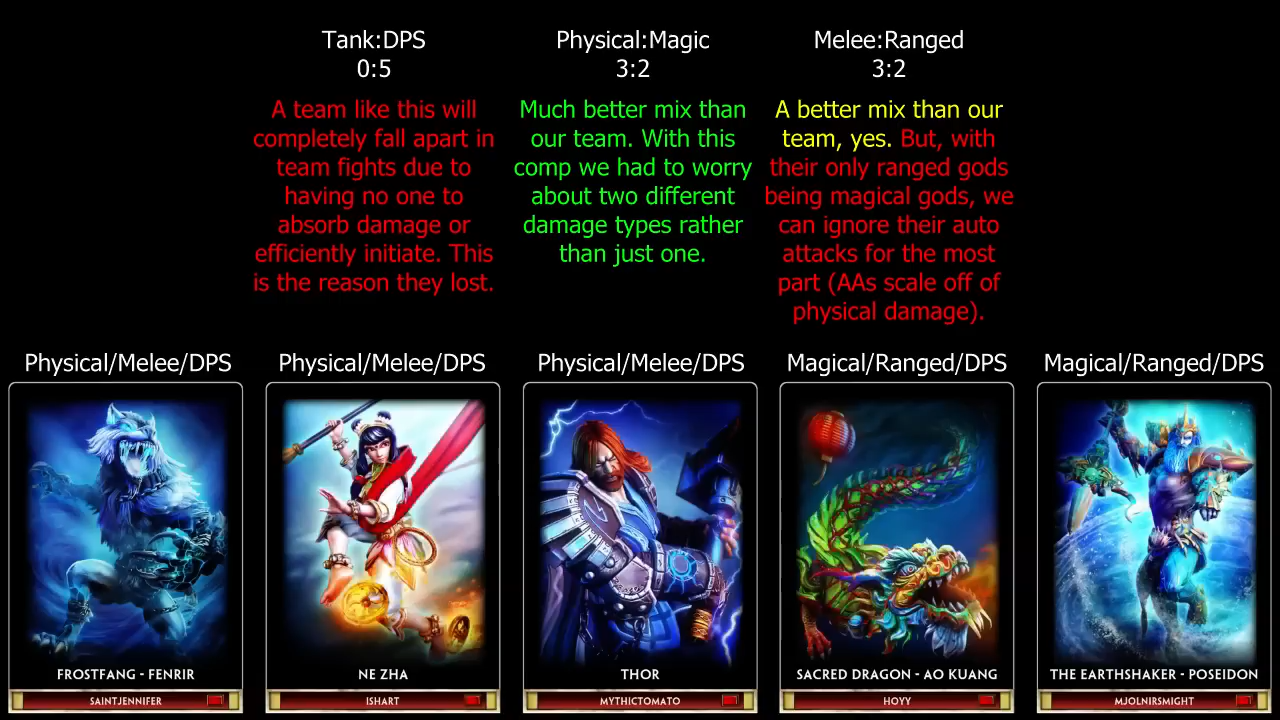 Tank:DPS
0:5
A team like this will
completely fall apart in
team fights due to
having no one to
absorb damage or
efficiently initiate. This
is the reason they lost.
Physical:Magic
3:2
Much better mix than
our team. With this
comp we had to worry
about two different
damage types rather
than just one.
Melee:Ranged
3:2
A better mix than our
team, yes. But, with
their only ranged gods
being magical gods, we
can ignore their auto
attacks for the most
part (AAs scale off of
physical damage).
Physical/Melee/DPS
FROSTFANG - FENRIR
SAINTJENNIFER
Physical/Melee/DPS
NE ZHA
ISHART
Physical/Melee/DPS
THOR
MYTHICTOMATO
Magical/Ranged/DPS
SACRED DRAGON - AO KUANG
HOYY
Magical/Ranged/DPS
THE EARTHSHAKER - POSEIDON
MJOLNIRSMIGHT